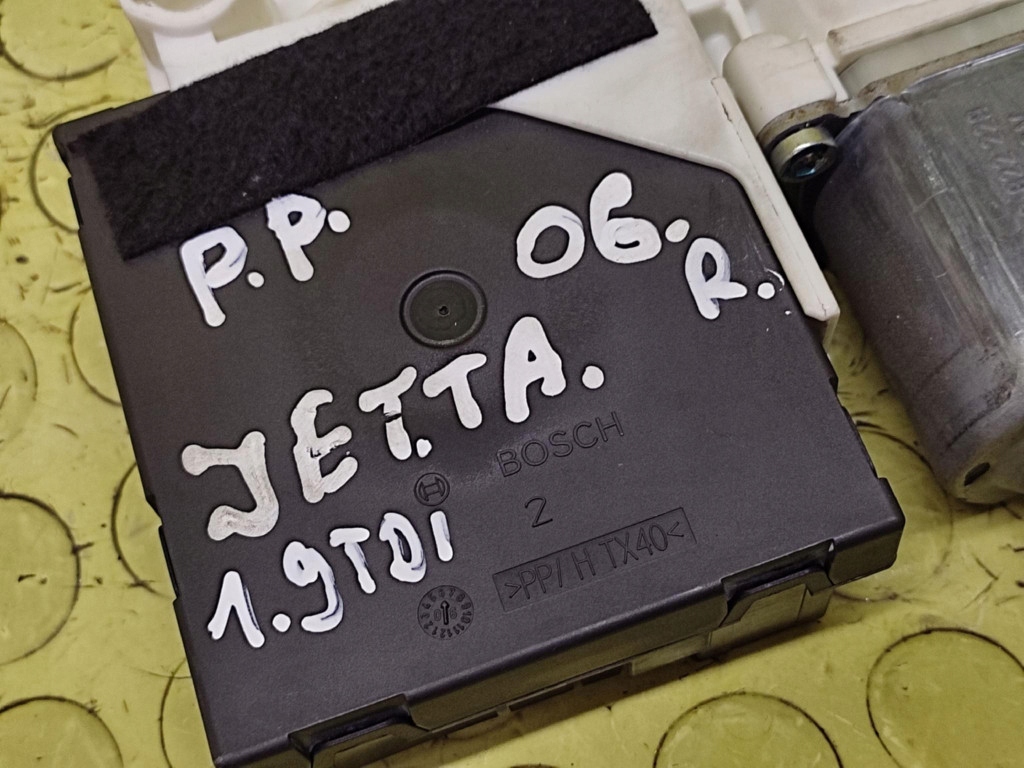 P.P. 06. R.
JETTA.
BOSCH
2
1.9TDI
>PP/ H TX40<